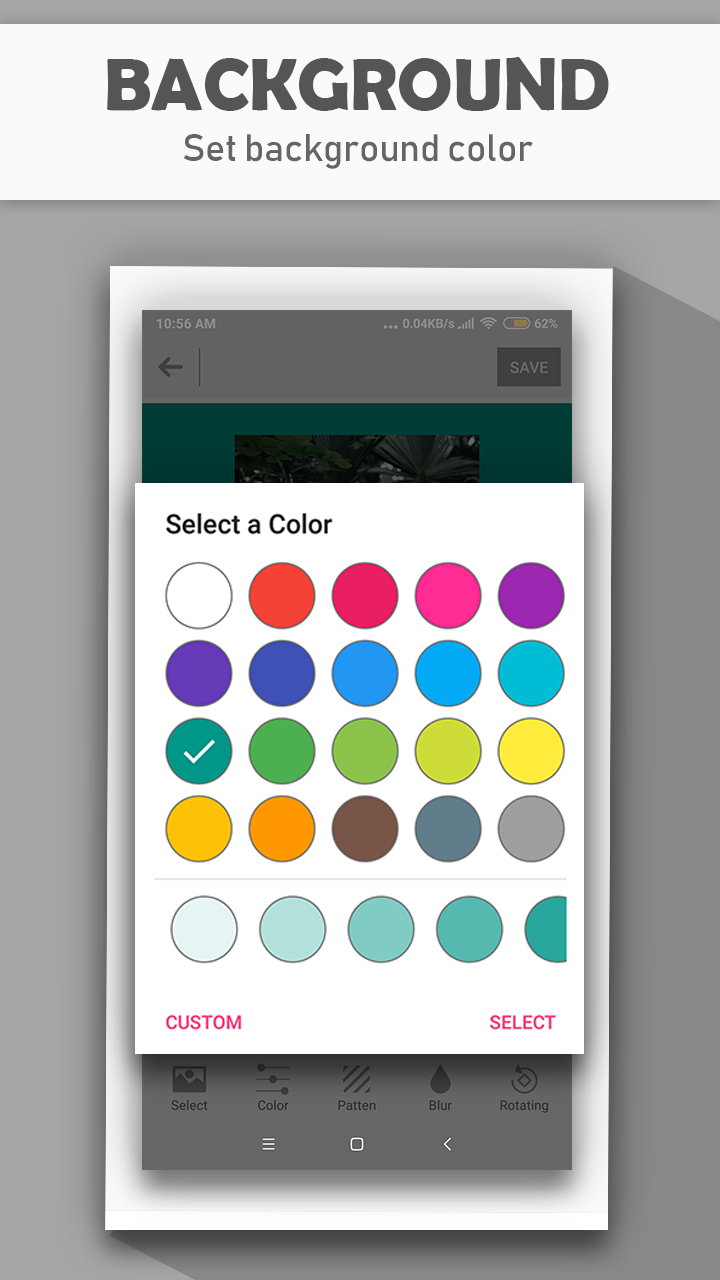 BACKGROUND
Set background color
10:56 AM ... 0.04KB/s 62%
SAVE
Select a Color
CUSTOM SELECT
Select Color Patten Blur Rotating